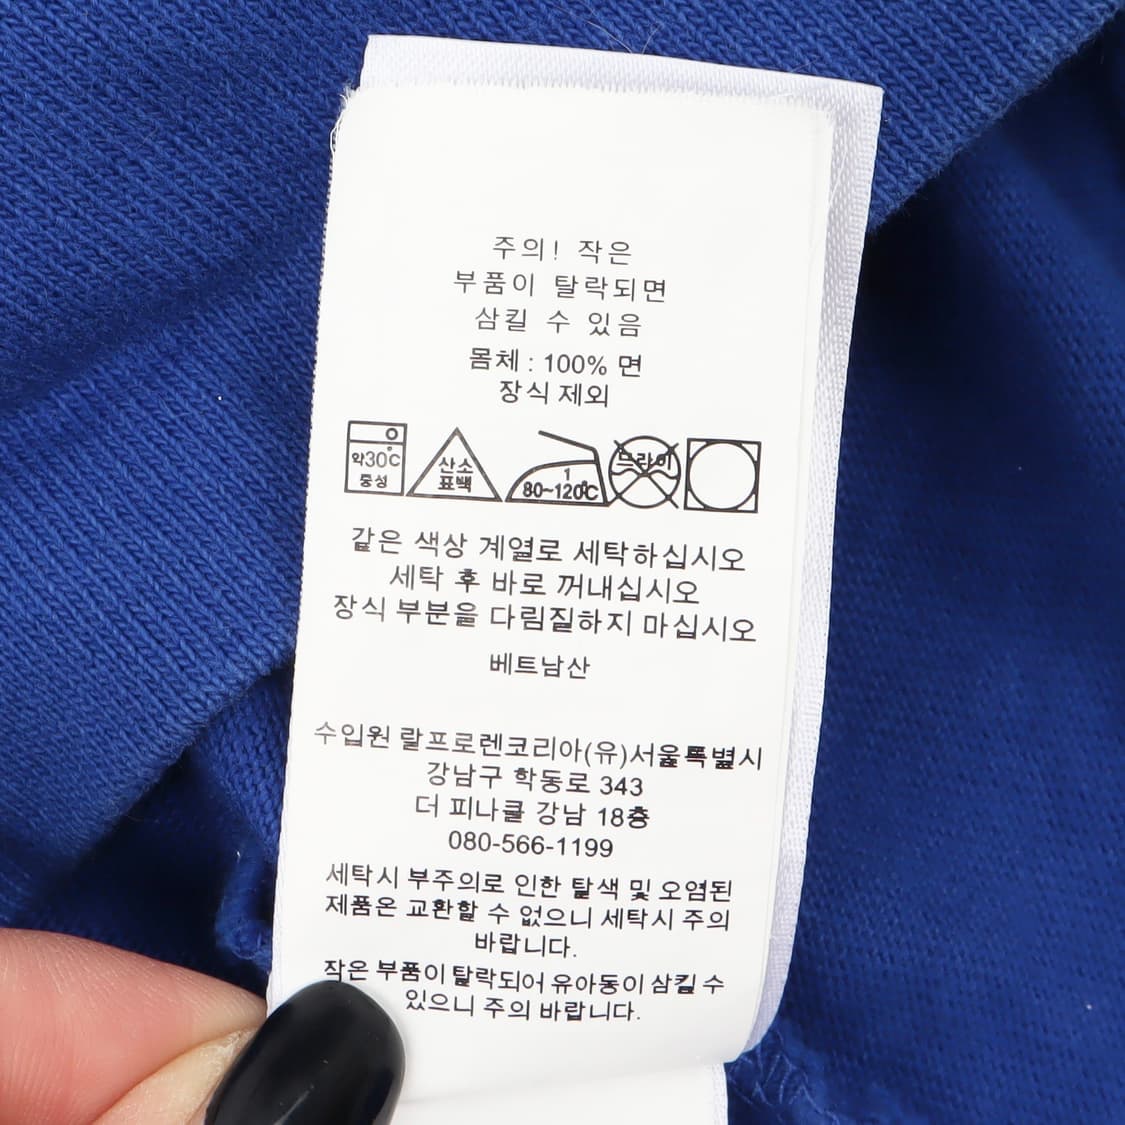 주의! 작은
부품이 탈락되면
삼킬 수 있음
몸체 : 100% 면
장식 제외
약30°C
중성
산소
표백
1
80~120°C
드라이
같은 색상 계열로 세탁하십시오
세탁 후 바로 꺼내십시오
장식 부분을 다림질하지 마십시오
베트남산
수입원 랄프로렌코리아(유)서울특별시
강남구 학동로 343
더 피나클 강남 18층
080-566-1199
세탁시 부주의로 인한 탈색 및 오염된
제품은 교환할 수 없으니 세탁시 주의
바랍니다.
작은 부품이 탈락되어 유아동이 삼킬 수
있으니 주의 바랍니다.